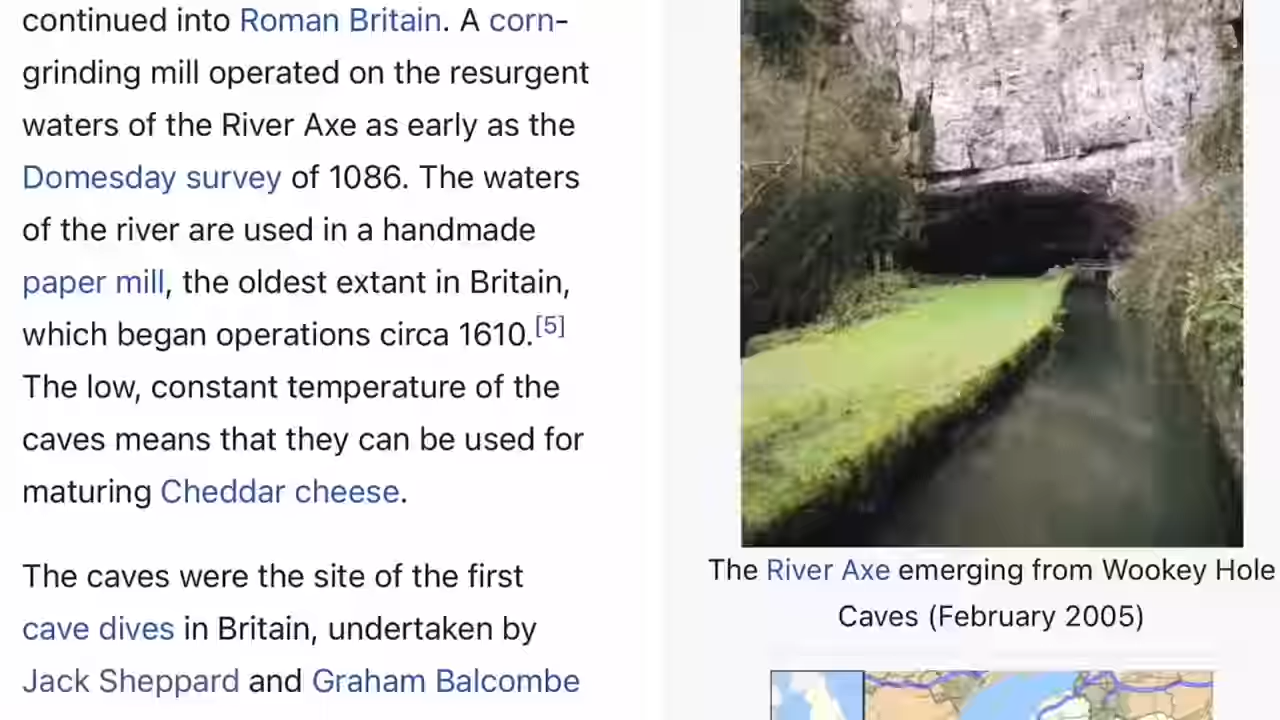 continued into Roman Britain. A corn-
grinding mill operated on the resurgent
waters of the River Axe as early as the
Domesday survey of 1086. The waters
of the river are used in a handmade
paper mill, the oldest extant in Britain,
which began operations circa 1610.[5]
The low, constant temperature of the
caves means that they can be used for
maturing Cheddar cheese.
The caves were the site of the first
cave dives in Britain, undertaken by
Jack Sheppard and Graham Balcombe
The River Axe emerging from Wookey Hole
Caves (February 2005)